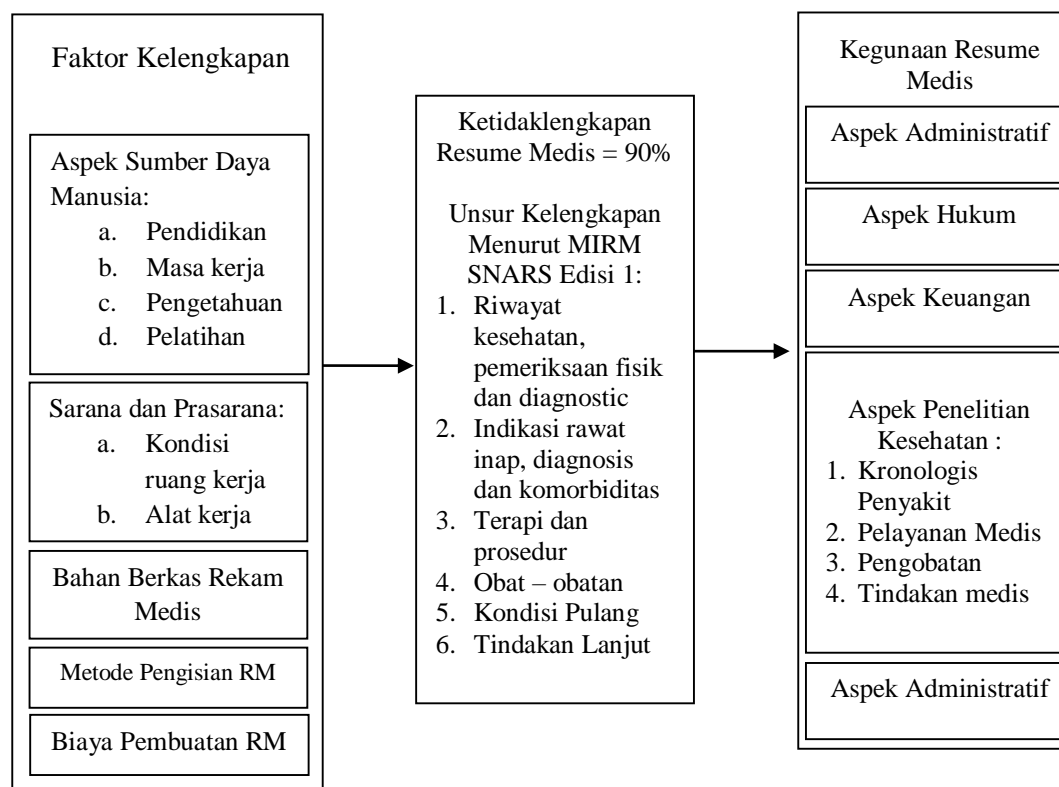 Faktor Kelengkapan
Aspek Sumber Daya
Manusia:
a. Pendidikan
b. Masa kerja
c. Pengetahuan
d. Pelatihan
Sarana dan Prasarana:
a. Kondisi
ruang kerja
b. Alat kerja
Bahan Berkas Rekam
Medis
Metode Pengisian RM
Biaya Pembuatan RM
Ketidaklengkapan
Resume Medis = 90%
Unsur Kelengkapan
Menurut MIRM
SNARS Edisi 1:
1. Riwayat
kesehatan,
pemeriksaan fisik
dan diagnostic
2. Indikasi rawat
inap, diagnosis
dan komorbiditas
3. Terapi dan
prosedur
4. Obat – obatan
5. Kondisi Pulang
6. Tindakan Lanjut
Kegunaan Resume
Medis
Aspek Administratif
Aspek Hukum
Aspek Keuangan
Aspek Penelitian
Kesehatan :
1. Kronologis
Penyakit
2. Pelayanan Medis
3. Pengobatan
4. Tindakan medis
Aspek Administratif